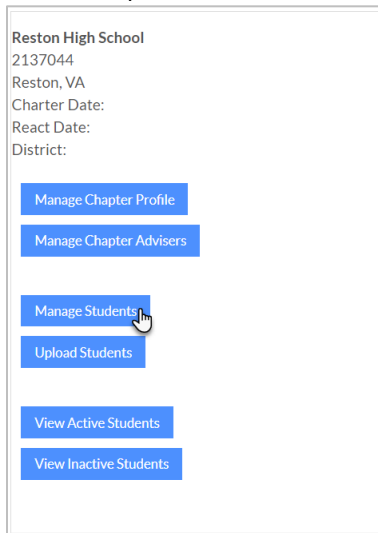 Reston High School
2137044
Reston, VA
Charter Date:
React Date:
District:
Manage Chapter Profile
Manage Chapter Advisers
Manage Students
Upload Students
View Active Students
View Inactive Students